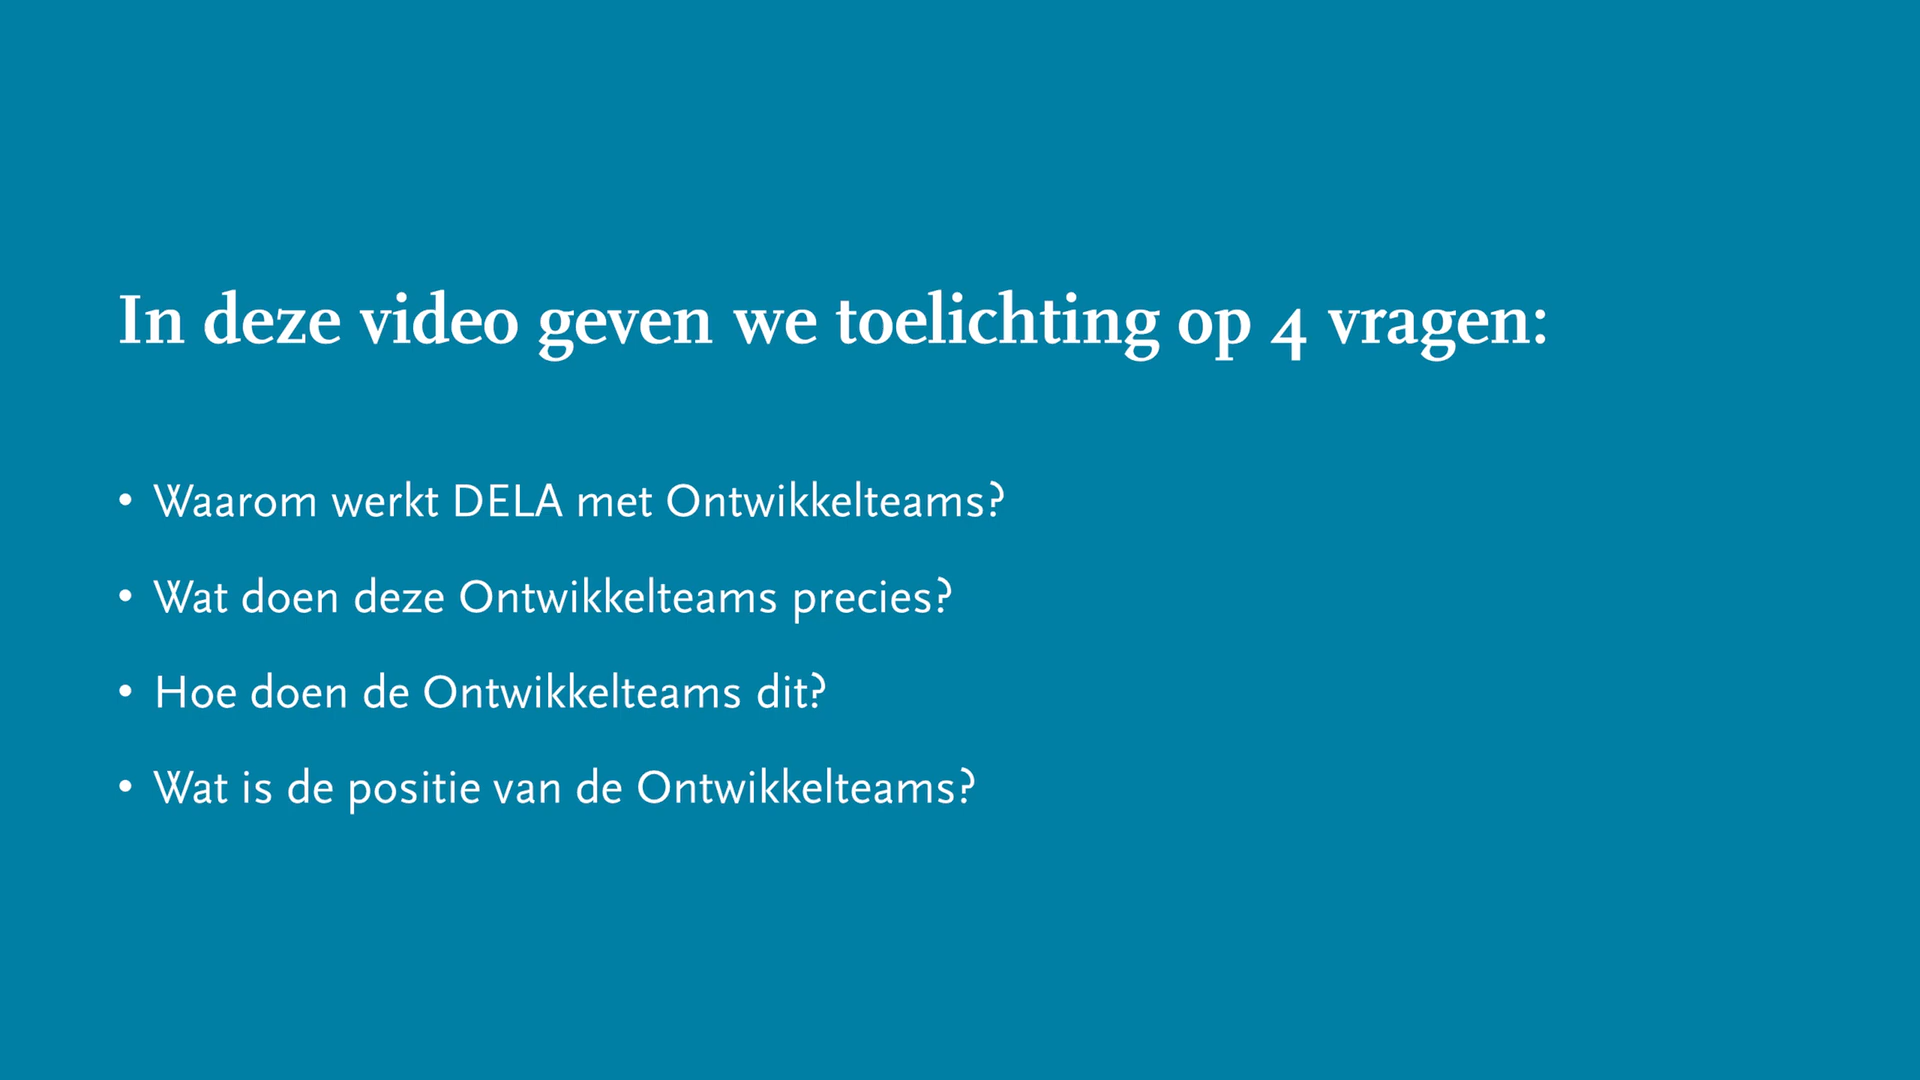 In deze video geven we toelichting op 4 vragen:
• Waarom werkt DELA met Ontwikkelteams?
• Wat doen deze Ontwikkelteams precies?
• Hoe doen de Ontwikkelteams dit?
• Wat is de positie van de Ontwikkelteams?